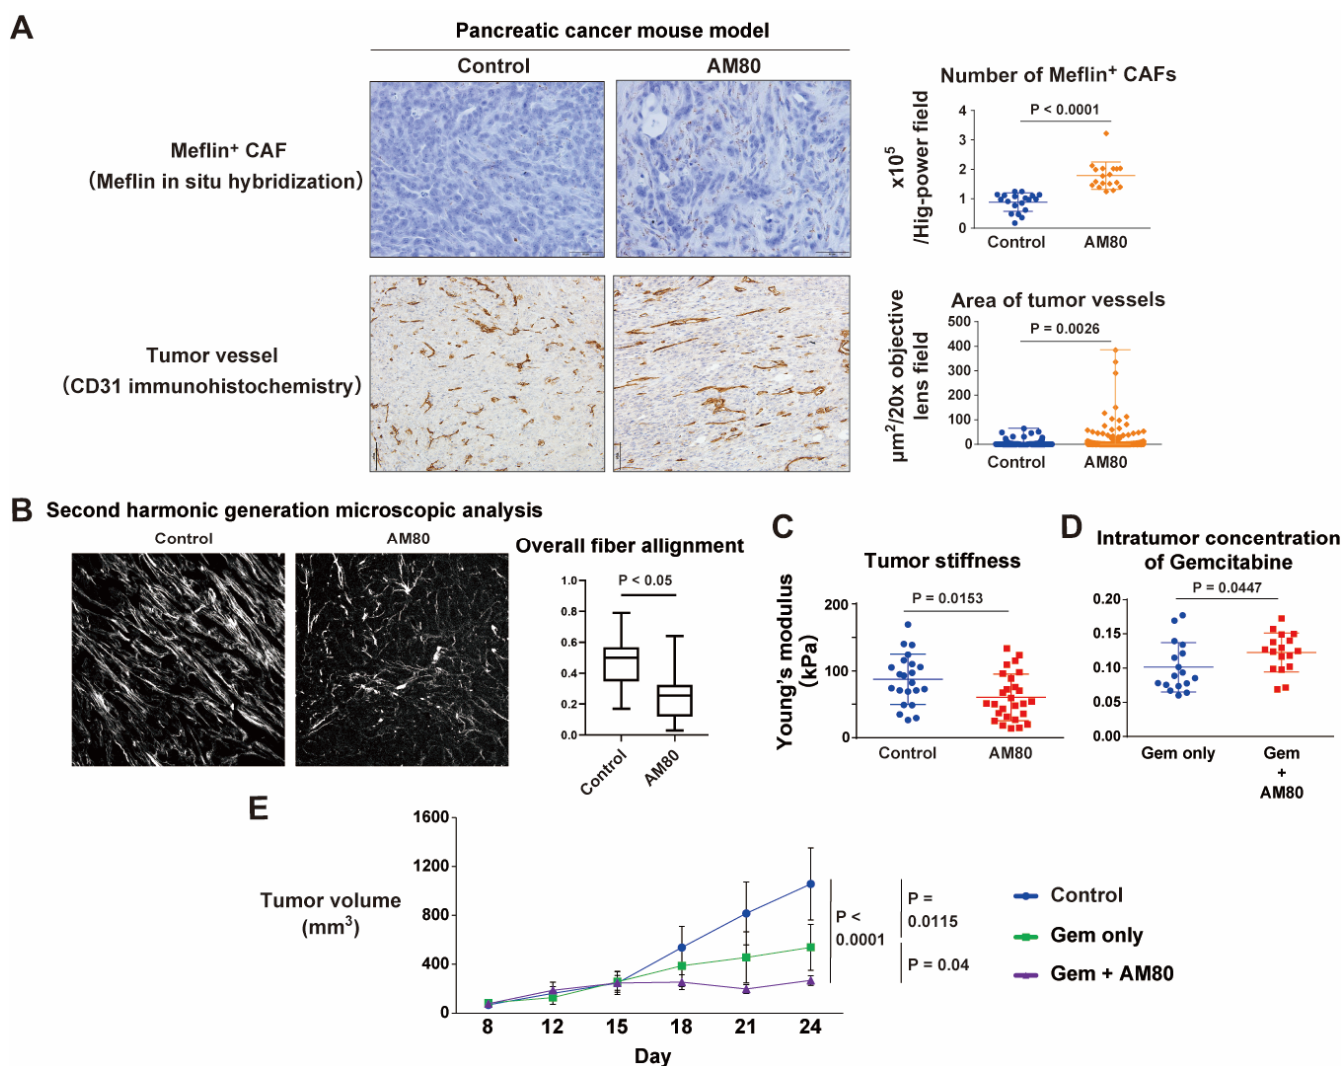 A
Pancreatic cancer mouse model
Control
AM80
Meflin+ CAF
(Meflin in situ hybridization)
Number of Meflin+ CAFs
P < 0.0001
x10^5
/Hig-power field
4
3
2
1
0
Control
AM80
Tumor vessel
(CD31 immunohistochemistry)
Area of tumor vessels
P = 0.0026
µm^2/20x objective
lens field
500
400
300
200
100
0
Control
AM80
B
Second harmonic generation microscopic analysis
Control
AM80
Overall fiber allignment
P < 0.05
1.0
0.8
0.6
0.4
0.2
0.0
Control
AM80
C
Tumor stiffness
P = 0.0153
Young's modulus
(kPa)
200
100
0
Control
AM80
D
Intratumor concentration
of Gemcitabine
P = 0.0447
0.20
0.15
0.10
0.05
0.00
Gem only
Gem
+
AM80
E
Tumor volume
(mm^3)
1600
1200
800
400
0
8
12
15
18
21
24
Day
P <
0.0001
P =
0.0115
P = 0.04
Control
Gem only
Gem + AM80